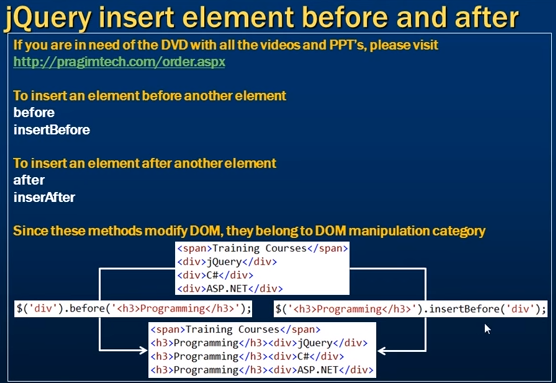 jQuery insert element before and after
If you are in need of the DVD with all the videos and PPT's, please visit
http://pragimtech.com/order.aspx
To insert an element before another element
before
insertBefore
To insert an element after another element
after
inserAfter
Since these methods modify DOM, they belong to DOM manipulation category
<span>Training Courses</span>
<div>jQuery</div>
<div>C#</div>
<div>ASP.NET</div>
$('div').before('<h3>Programming</h3>');
$('<h3>Programming</h3>').insertBefore('div');
<span>Training Courses</span>
<h3>Programming</h3><div>jQuery</div>
<h3>Programming</h3><div>C#</div>
<h3>Programming</h3><div>ASP.NET</div>